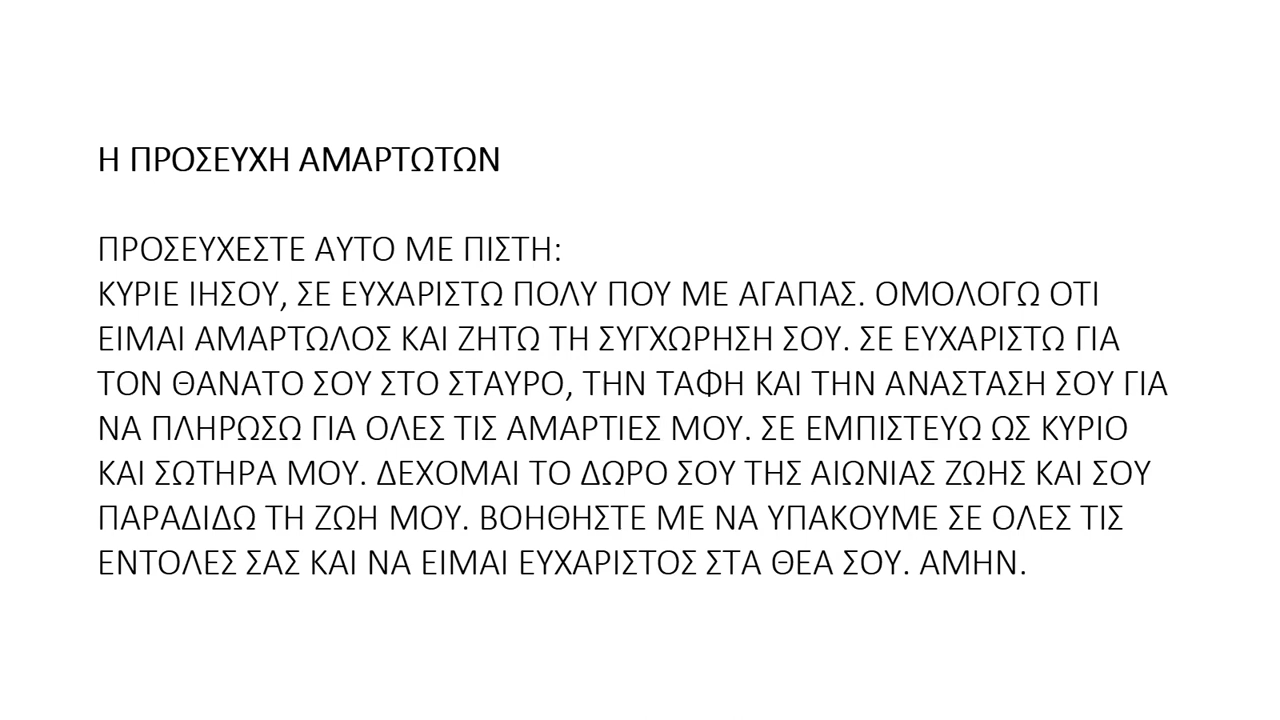 Η ΠΡΟΣΕΥΧΗ ΑΜΑΡΤΩΤΩΝ
ΠΡΟΣΕΥΧΕΣΤΕ ΑΥΤΟ ΜΕ ΠΙΣΤΗ:
ΚΥΡΙΕ ΙΗΣΟΥ, ΣΕ ΕΥΧΑΡΙΣΤΩ ΠΟΛΥ ΠΟΥ ΜΕ ΑΓΑΠΑΣ. ΟΜΟΛΟΓΩ ΟΤΙ
ΕΙΜΑΙ ΑΜΑΡΤΩΛΟΣ ΚΑΙ ΖΗΤΩ ΤΗ ΣΥΓΧΩΡΗΣΗ ΣΟΥ. ΣΕ ΕΥΧΑΡΙΣΤΩ ΓΙΑ
ΤΟΝ ΘΑΝΑΤΟ ΣΟΥ ΣΤΟ ΣΤΑΥΡΟ, ΤΗΝ ΤΑΦΗ ΚΑΙ ΤΗΝ ΑΝΑΣΤΑΣΗ ΣΟΥ ΓΙΑ
ΝΑ ΠΛΗΡΩΣΩ ΓΙΑ ΟΛΕΣ ΤΙΣ ΑΜΑΡΤΙΕΣ ΜΟΥ. ΣΕ ΕΜΠΙΣΤΕΥΩ ΩΣ ΚΥΡΙΟ
ΚΑΙ ΣΩΤΗΡΑ ΜΟΥ. ΔΕΧΟΜΑΙ ΤΟ ΔΩΡΟ ΣΟΥ ΤΗΣ ΑΙΩΝΙΑΣ ΖΩΗΣ ΚΑΙ ΣΟΥ
ΠΑΡΑΔΙΔΩ ΤΗ ΖΩΗ ΜΟΥ. ΒΟΗΘΗΣΤΕ ΜΕ ΝΑ ΥΠΑΚΟΥΜΕ ΣΕ ΟΛΕΣ ΤΙΣ
ΕΝΤΟΛΕΣ ΣΑΣ ΚΑΙ ΝΑ ΕΙΜΑΙ ΕΥΧΑΡΙΣΤΟΣ ΣΤΑ ΘΕΑ ΣΟΥ. ΑΜΗΝ.